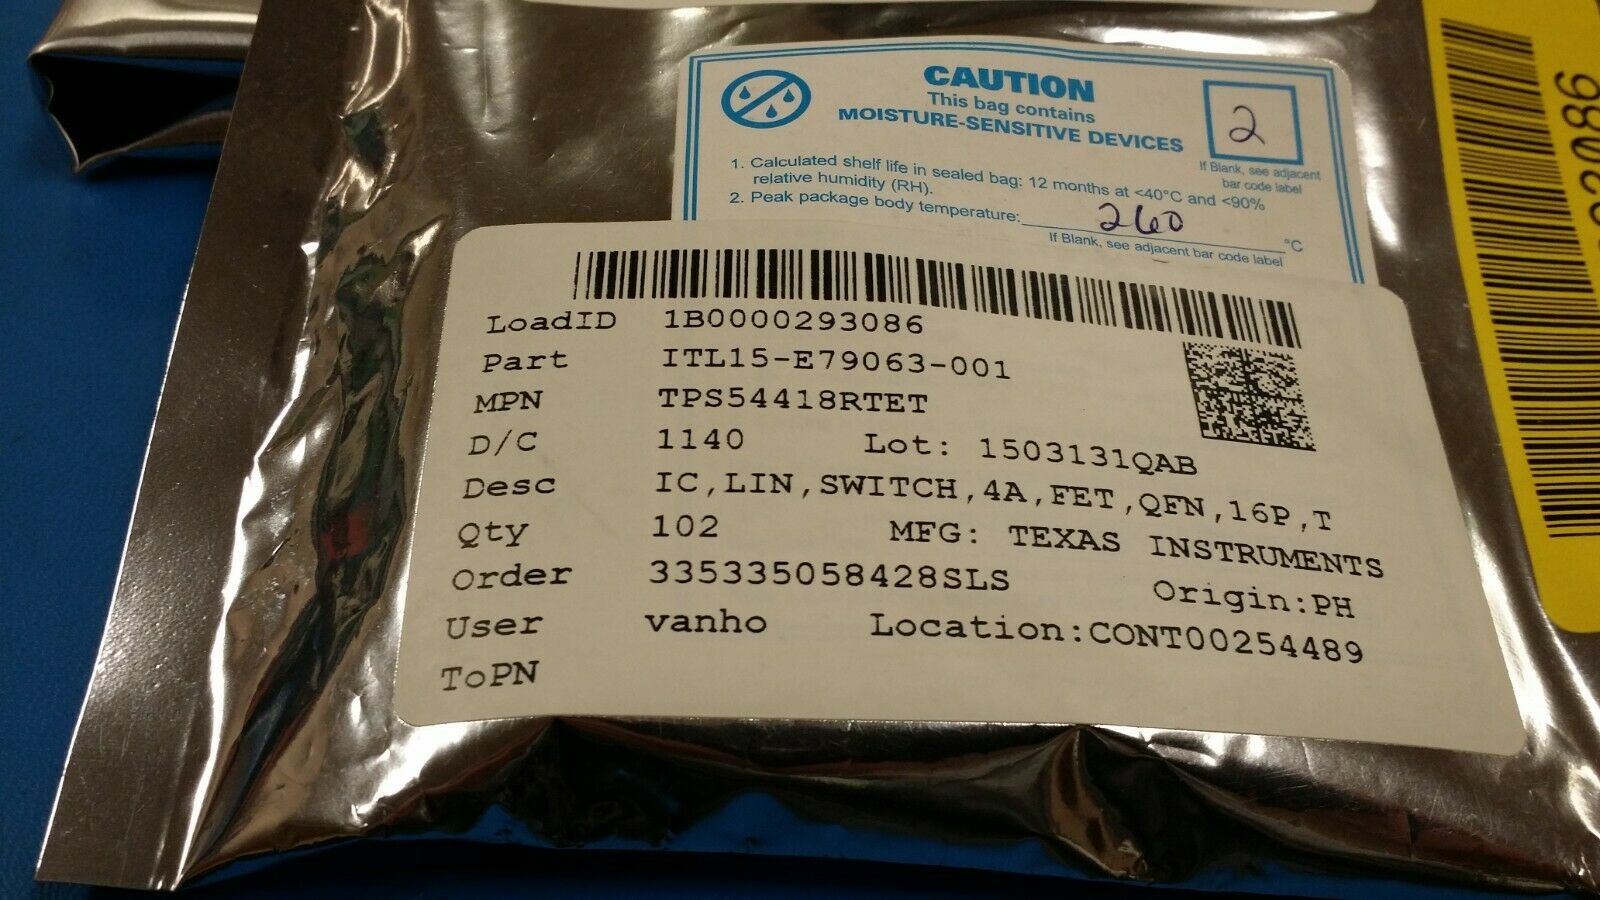 CAUTION
This bag contains
MOISTURE-SENSITIVE DEVICES
2
If Blank, see adjacent
bar code label
1. Calculated shelf life in sealed bag: 12 months at <40°C and <90%
relative humidity (RH).
2. Peak package body temperature: 260 °C
If Blank, see adjacent bar code label
LoadID 1B0000293086
Part ITL15-E79063-001
MPN TPS54418RTET
D/C 1140 Lot: 1503131QAB
Desc IC,LIN,SWITCH,4A,FET,QFN,16P,T
Qty 102 MFG: TEXAS INSTRUMENTS
Order 335335058428SLS Origin:PH
User vanho Location:CONT00254489
ToPN